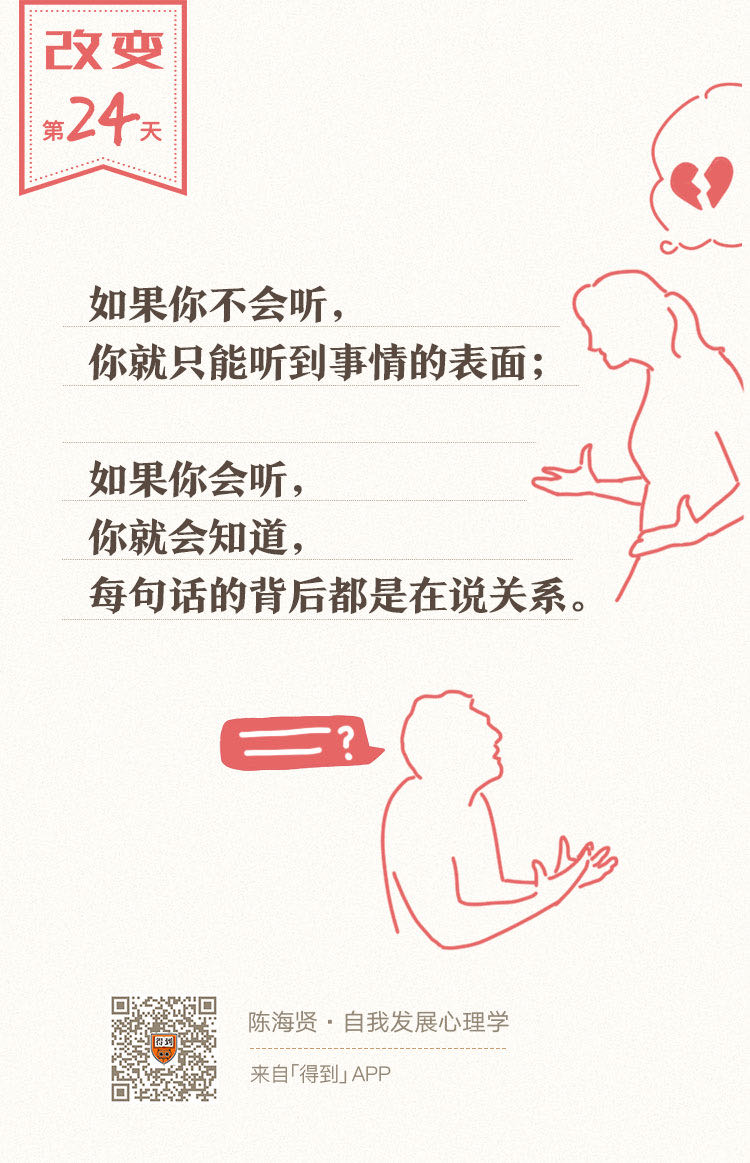 改变
第24天
如果你不会听，
你就只能听到事情的表面；
如果你会听，
你就会知道，
每句话的背后都是在说关系。
?
得到
陈海贤·自我发展心理学
来自「得到」APP